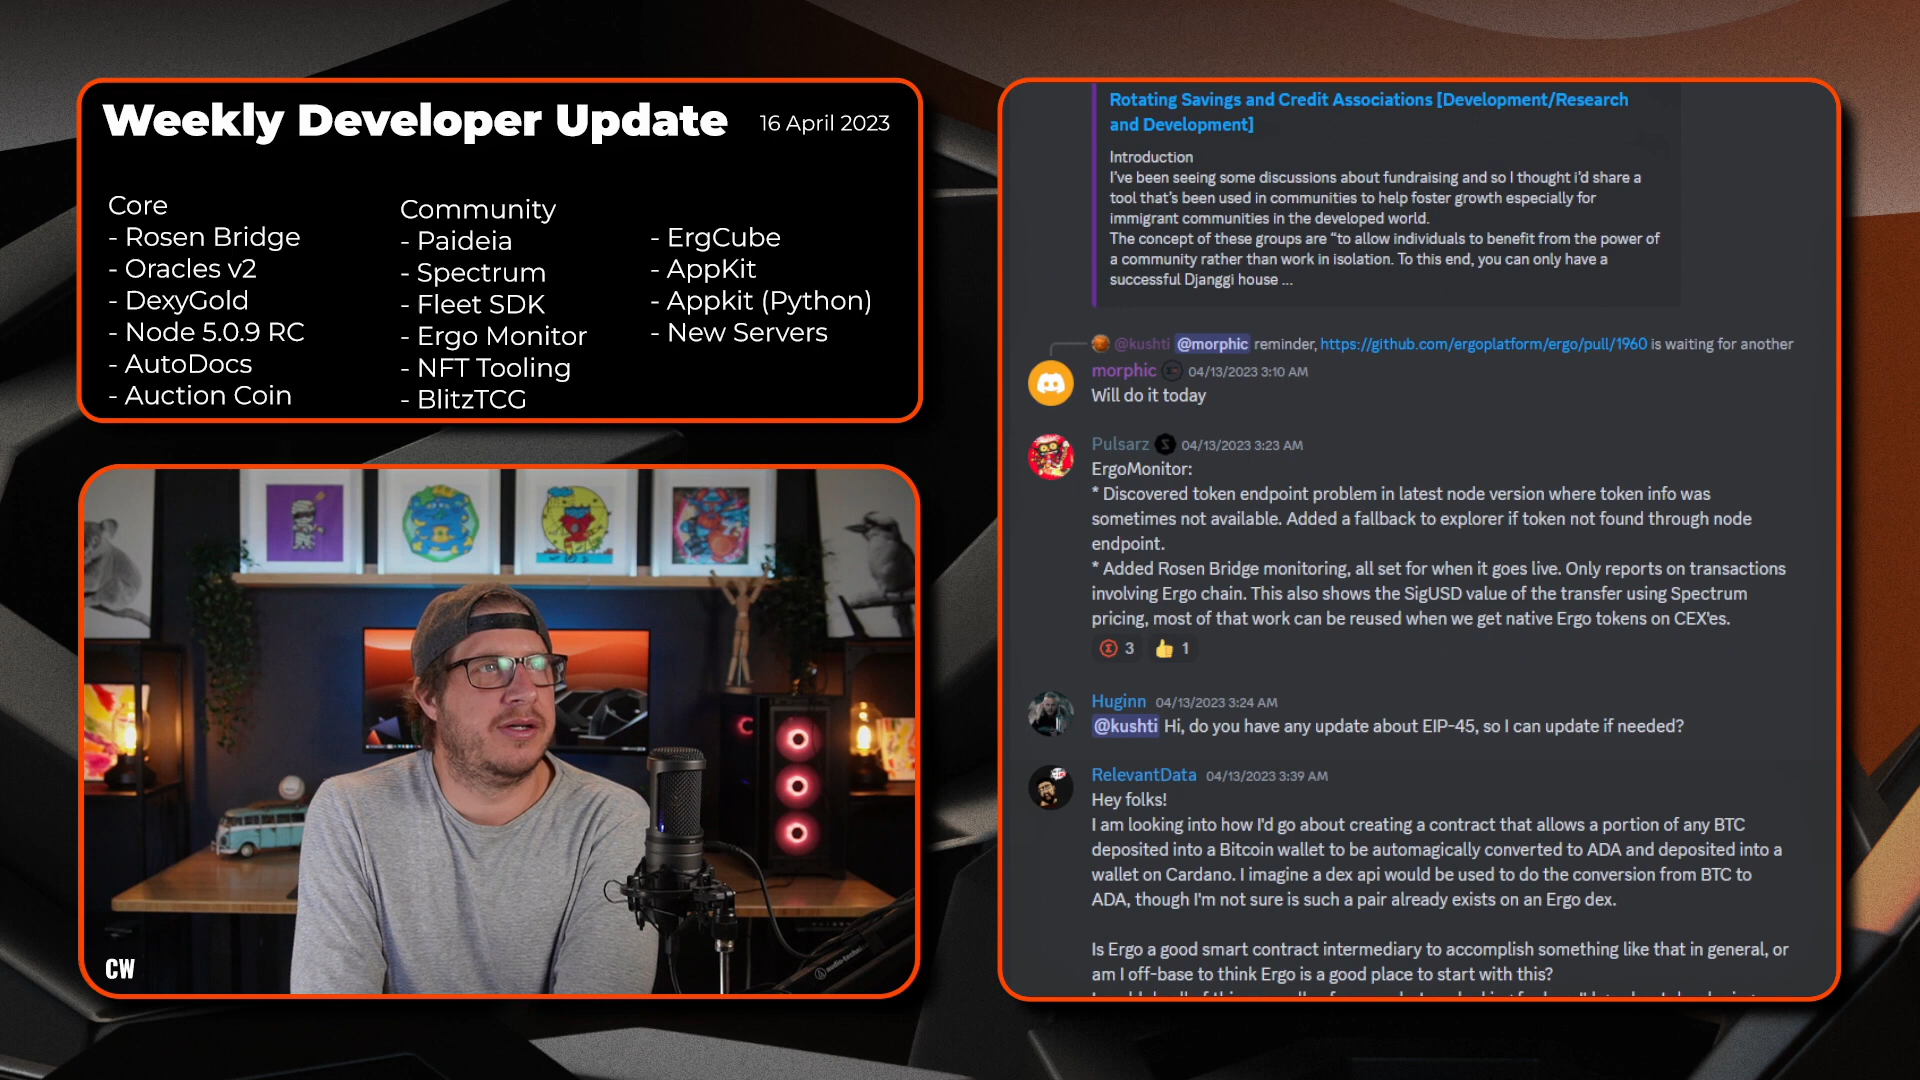 Weekly Developer Update 16 April 2023
Core
- Rosen Bridge
- Oracles v2
- DexyGold
- Node 5.0.9 RC
- AutoDocs
- Auction Coin
Community
- Paideia
- Spectrum
- Fleet SDK
- Ergo Monitor
- NFT Tooling
- BlitzTCG
- ErgCube
- AppKit
- Appkit (Python)
- New Servers
CW
Rotating Savings and Credit Associations [Development/Research
and Development]
Introduction
I've been seeing some discussions about fundraising and so I thought i'd share a
tool that's been used in communities to help foster growth especially for
immigrant communities in the developed world.
The concept of these groups are “to allow individuals to benefit from the power of
a community rather than work in isolation. To this end, you can only have a
successful Djanggi house ...
@kushti @morphic reminder, https://github.com/ergoplatform/ergo/pull/1960 is waiting for another
morphic 04/13/2023 3:10 AM
Will do it today
Pulsarz 04/13/2023 3:23 AM
ErgoMonitor:
* Discovered token endpoint problem in latest node version where token info was
sometimes not available. Added a fallback to explorer if token not found through node
endpoint.
* Added Rosen Bridge monitoring, all set for when it goes live. Only reports on transactions
involving Ergo chain. This also shows the SigUSD value of the transfer using Spectrum
pricing, most of that work can be reused when we get native Ergo tokens on CEX'es.
3 1
Huginn 04/13/2023 3:24 AM
@kushti Hi, do you have any update about EIP-45, so I can update if needed?
RelevantData 04/13/2023 3:39 AM
Hey folks!
I am looking into how I'd go about creating a contract that allows a portion of any BTC
deposited into a Bitcoin wallet to be automagically converted to ADA and deposited into a
wallet on Cardano. I imagine a dex api would be used to do the conversion from BTC to
ADA, though I'm not sure is such a pair already exists on an Ergo dex.
Is Ergo a good smart contract intermediary to accomplish something like that in general, or
am I off-base to think Ergo is a good place to start with this?